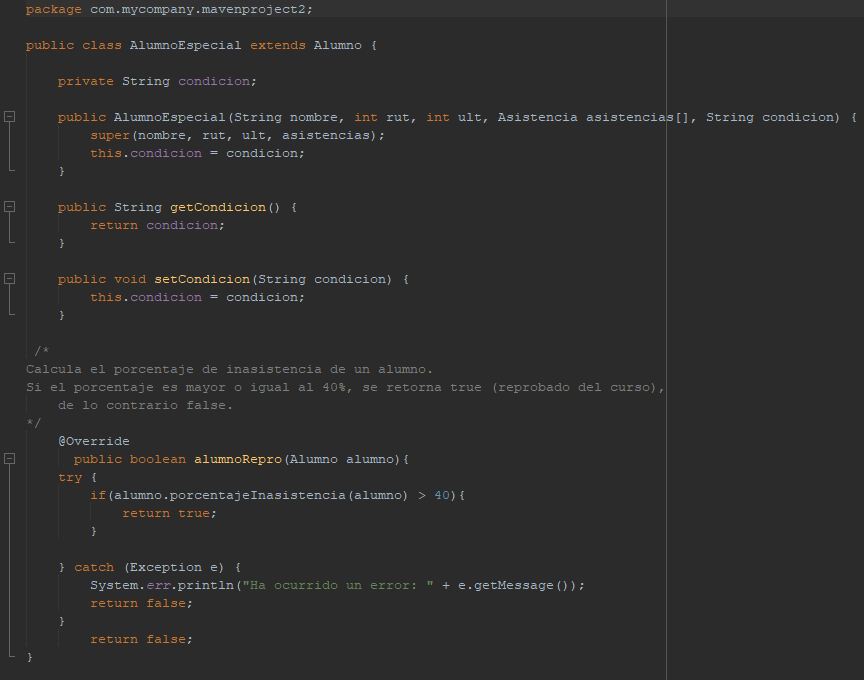 package com.mycompany.mavenproject2;
public class AlumnoEspecial extends Alumno {
private String condicion;
public AlumnoEspecial(String nombre, int rut, int ult, Asistencia asistencias[], String condicion) {
super(nombre, rut, ult, asistencias);
this.condicion = condicion;
}
public String getCondicion() {
return condicion;
}
public void setCondicion(String condicion) {
this.condicion = condicion;
}
/*
Calcula el porcentaje de inasistencia de un alumno.
Si el porcentaje es mayor o igual al 40%, se retorna true (reprobado del curso),
de lo contrario false.
*/
@Override
public boolean alumnoRepro(Alumno alumno){
try {
if(alumno.porcentajeInasistencia(alumno) > 40){
return true;
}
} catch (Exception e) {
System.err.println("Ha ocurrido un error: " + e.getMessage());
return false;
}
return false;
}